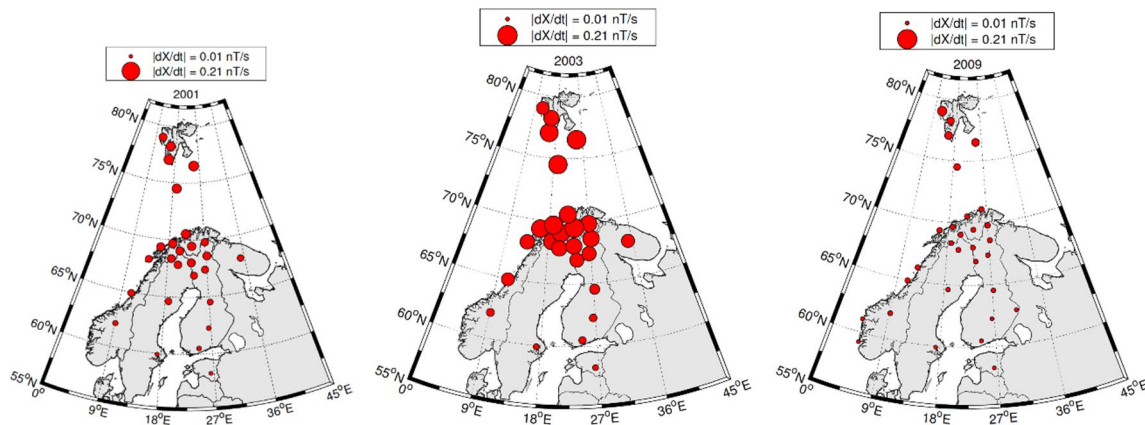 |dX/dt| = 0.01 nT/s
|dX/dt| = 0.21 nT/s
2001
80°N
75°N
70°N
65°N
60°N
55°N
0°
9°E
18°E
27°E
36°E
45°E
|dX/dt| = 0.01 nT/s
|dX/dt| = 0.21 nT/s
2003
80°N
75°N
70°N
65°N
60°N
55°N
0°
9°E
18°E
27°E
36°E
45°E
|dX/dt| = 0.01 nT/s
|dX/dt| = 0.21 nT/s
2009
80°N
75°N
70°N
65°N
60°N
55°N
0°
9°E
18°E
27°E
36°E
45°E